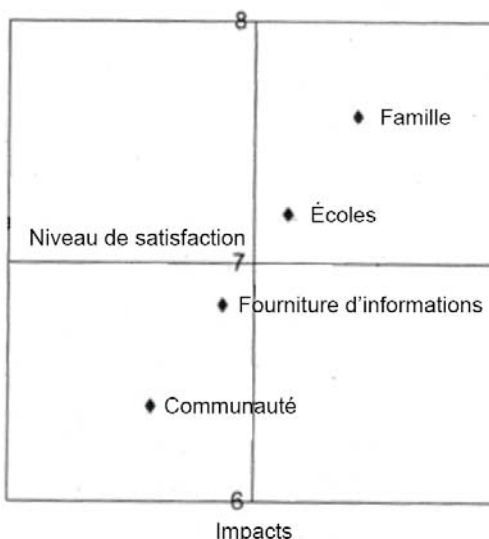 8
Famille
Écoles
Niveau de satisfaction
7
Fourniture d'informations
Communauté
6
Impacts